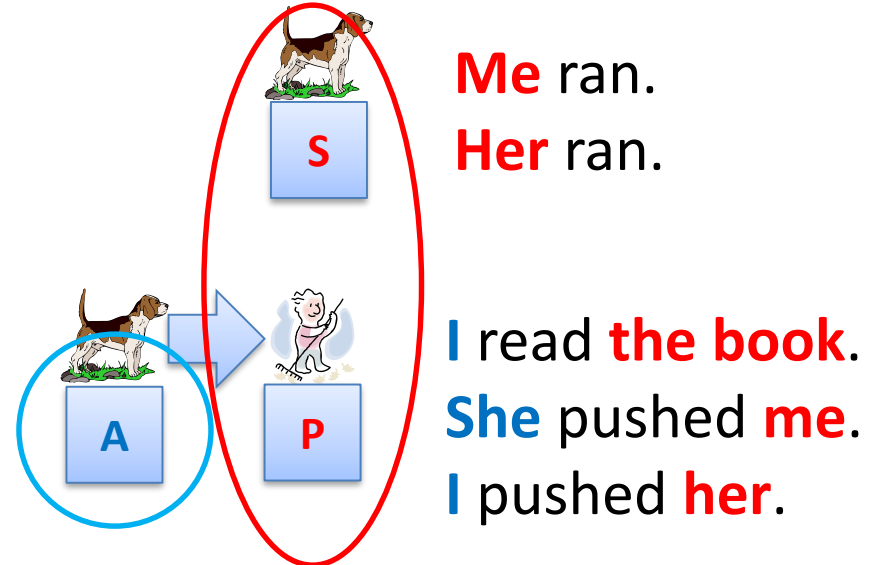 S
Me ran.
Her ran.
A
P
I read the book.
She pushed me.
I pushed her.